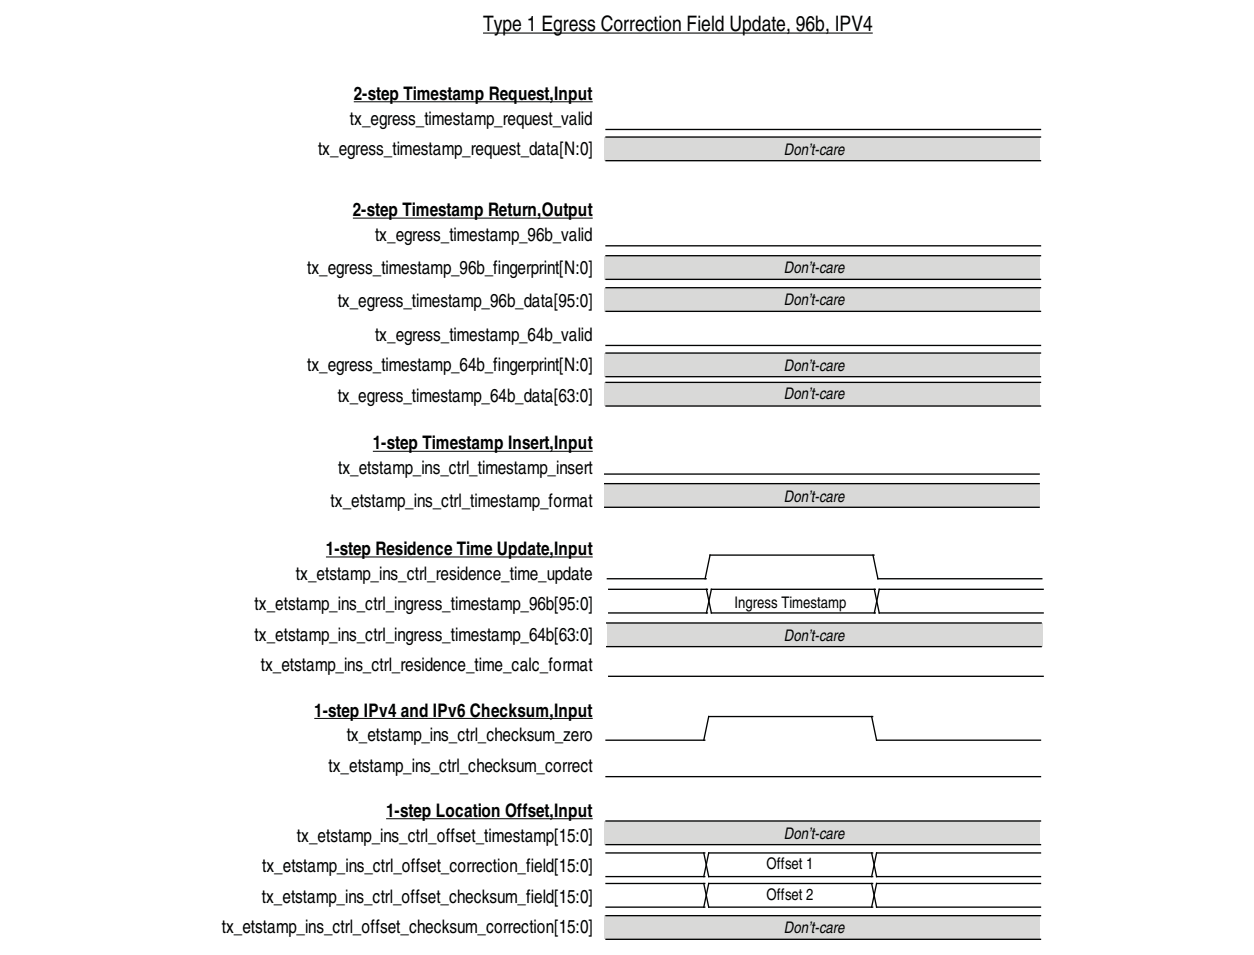 Type 1 Egress Correction Field Update, 96b, IPV4
2-step Timestamp Request,Input
tx_egress_timestamp_request_valid
tx_egress_timestamp_request_data[N:0] Don't-care
2-step Timestamp Return,Output
tx_egress_timestamp_96b_valid
tx_egress_timestamp_96b_fingerprint[N:0] Don't-care
tx_egress_timestamp_96b_data[95:0] Don't-care
tx_egress_timestamp_64b_valid
tx_egress_timestamp_64b_fingerprint[N:0] Don't-care
tx_egress_timestamp_64b_data[63:0] Don't-care
1-step Timestamp Insert,Input
tx_etstamp_ins_ctrl_timestamp_insert
tx_etstamp_ins_ctrl_timestamp_format Don't-care
1-step Residence Time Update,Input
tx_etstamp_ins_ctrl_residence_time_update
tx_etstamp_ins_ctrl_ingress_timestamp_96b[95:0] Ingress Timestamp
tx_etstamp_ins_ctrl_ingress_timestamp_64b[63:0] Don't-care
tx_etstamp_ins_ctrl_residence_time_calc_format
1-step IPv4 and IPv6 Checksum,Input
tx_etstamp_ins_ctrl_checksum_zero
tx_etstamp_ins_ctrl_checksum_correct
1-step Location Offset,Input
tx_etstamp_ins_ctrl_offset_timestamp[15:0] Don't-care
tx_etstamp_ins_ctrl_offset_correction_field[15:0] Offset 1
tx_etstamp_ins_ctrl_offset_checksum_field[15:0] Offset 2
tx_etstamp_ins_ctrl_offset_checksum_correction[15:0] Don't-care